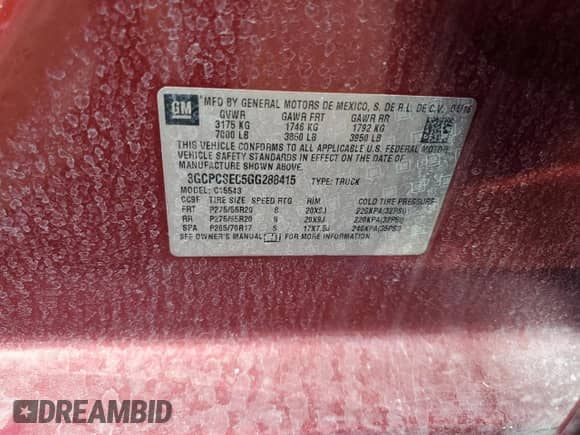 GM
MFD BY GENERAL MOTORS DE MEXICO, S. DE R.L. DE C.V.
GVWR GAWR FRT GAWR RR
3175 KG 1746 KG 1792 KG
7000 LB 3850 LB 3950 LB
THIS VEHICLE CONFORMS TO ALL APPLICABLE U.S. FEDERAL MOTOR
VEHICLE SAFETY STANDARDS IN EFFECT ON THE DATE OF
MANUFACTURE SHOWN ABOVE.
3GCPCSEC5GG288415 TYPE: TRUCK
MODEL: C15543
CC9F TIRE SIZE SPEED RTG RIM COLD TIRE PRESSURE
FRT P275/55R20 S 20X9J 220KPA(32PSI)
RR P275/55R20 S 20X9J 220KPA(32PSI)
SPA P265/70R17 S 17X7.5J 240KPA(35PSI)
SEE OWNER'S MANUAL FOR MORE INFORMATION.
DREAMBID